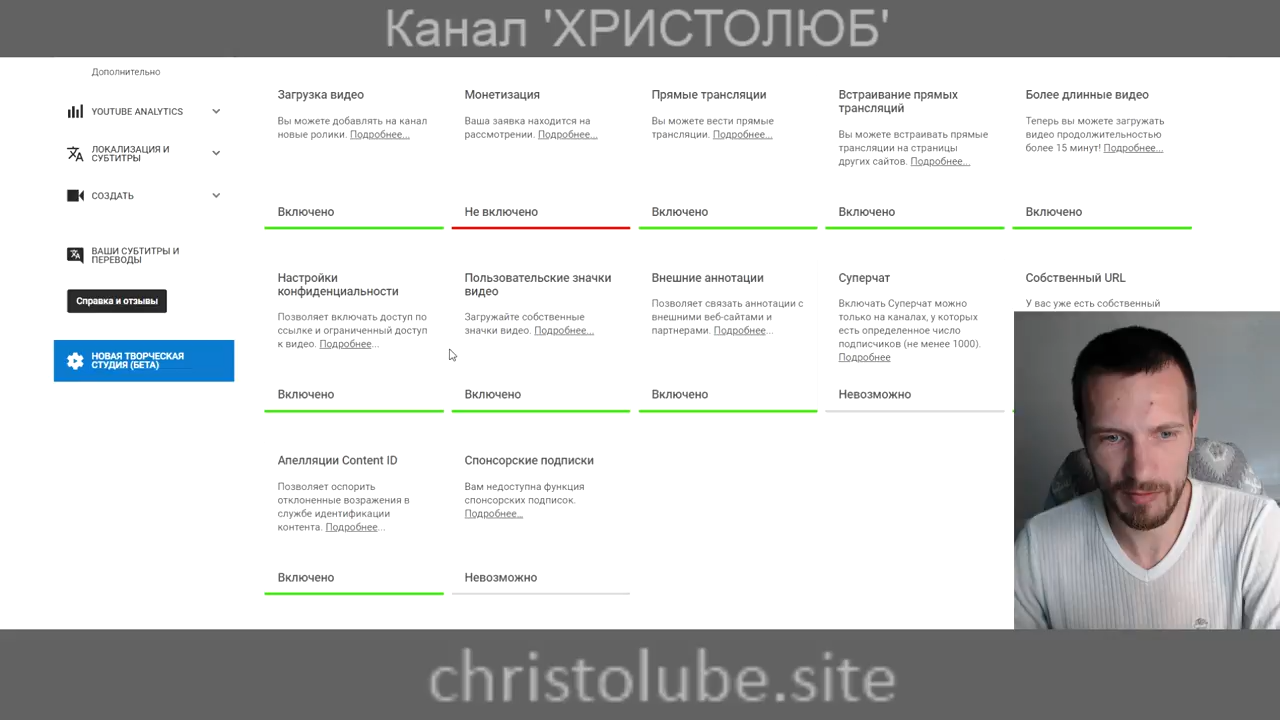 Канал 'ХРИСТОЛЮБ'
Дополнительно
YOUTUBE ANALYTICS
ЛОКАЛИЗАЦИЯ И
СУБТИТРЫ
СОЗДАТЬ
ВАШИ СУБТИТРЫ И
ПЕРЕВОДЫ
Справка и отзывы
НОВАЯ ТВОРЧЕСКАЯ
СТУДИЯ (БЕТА)
Загрузка видео
Вы можете добавлять на канал
новые ролики. Подробнее...
Включено
Монетизация
Ваша заявка находится на
рассмотрении. Подробнее...
Не включено
Прямые трансляции
Вы можете вести прямые
трансляции. Подробнее...
Включено
Встраивание прямых
трансляций
Вы можете встраивать прямые
трансляции на страницы
других сайтов. Подробнее...
Включено
Более длинные видео
Теперь вы можете загружать
видео продолжительностью
более 15 минут! Подробнее...
Включено
Настройки
конфиденциальности
Позволяет включать доступ по
ссылке и ограниченный доступ
к видео. Подробнее...
Включено
Пользовательские значки
видео
Загружайте собственные
значки видео. Подробнее...
Включено
Внешние аннотации
Позволяет связать аннотации с
внешними веб-сайтами и
партнерами. Подробнее...
Включено
Суперчат
Включать Суперчат можно
только на каналах, у которых
есть определенное число
подписчиков (не менее 1000).
Подробнее
Невозможно
Собственный URL
У вас уже есть собственный
Апелляции Content ID
Позволяет оспорить
отклоненные возражения в
службе идентификации
контента. Подробнее...
Включено
Спонсорские подписки
Вам недоступна функция
спонсорских подписок.
Подробнее...
Невозможно
christolube.site